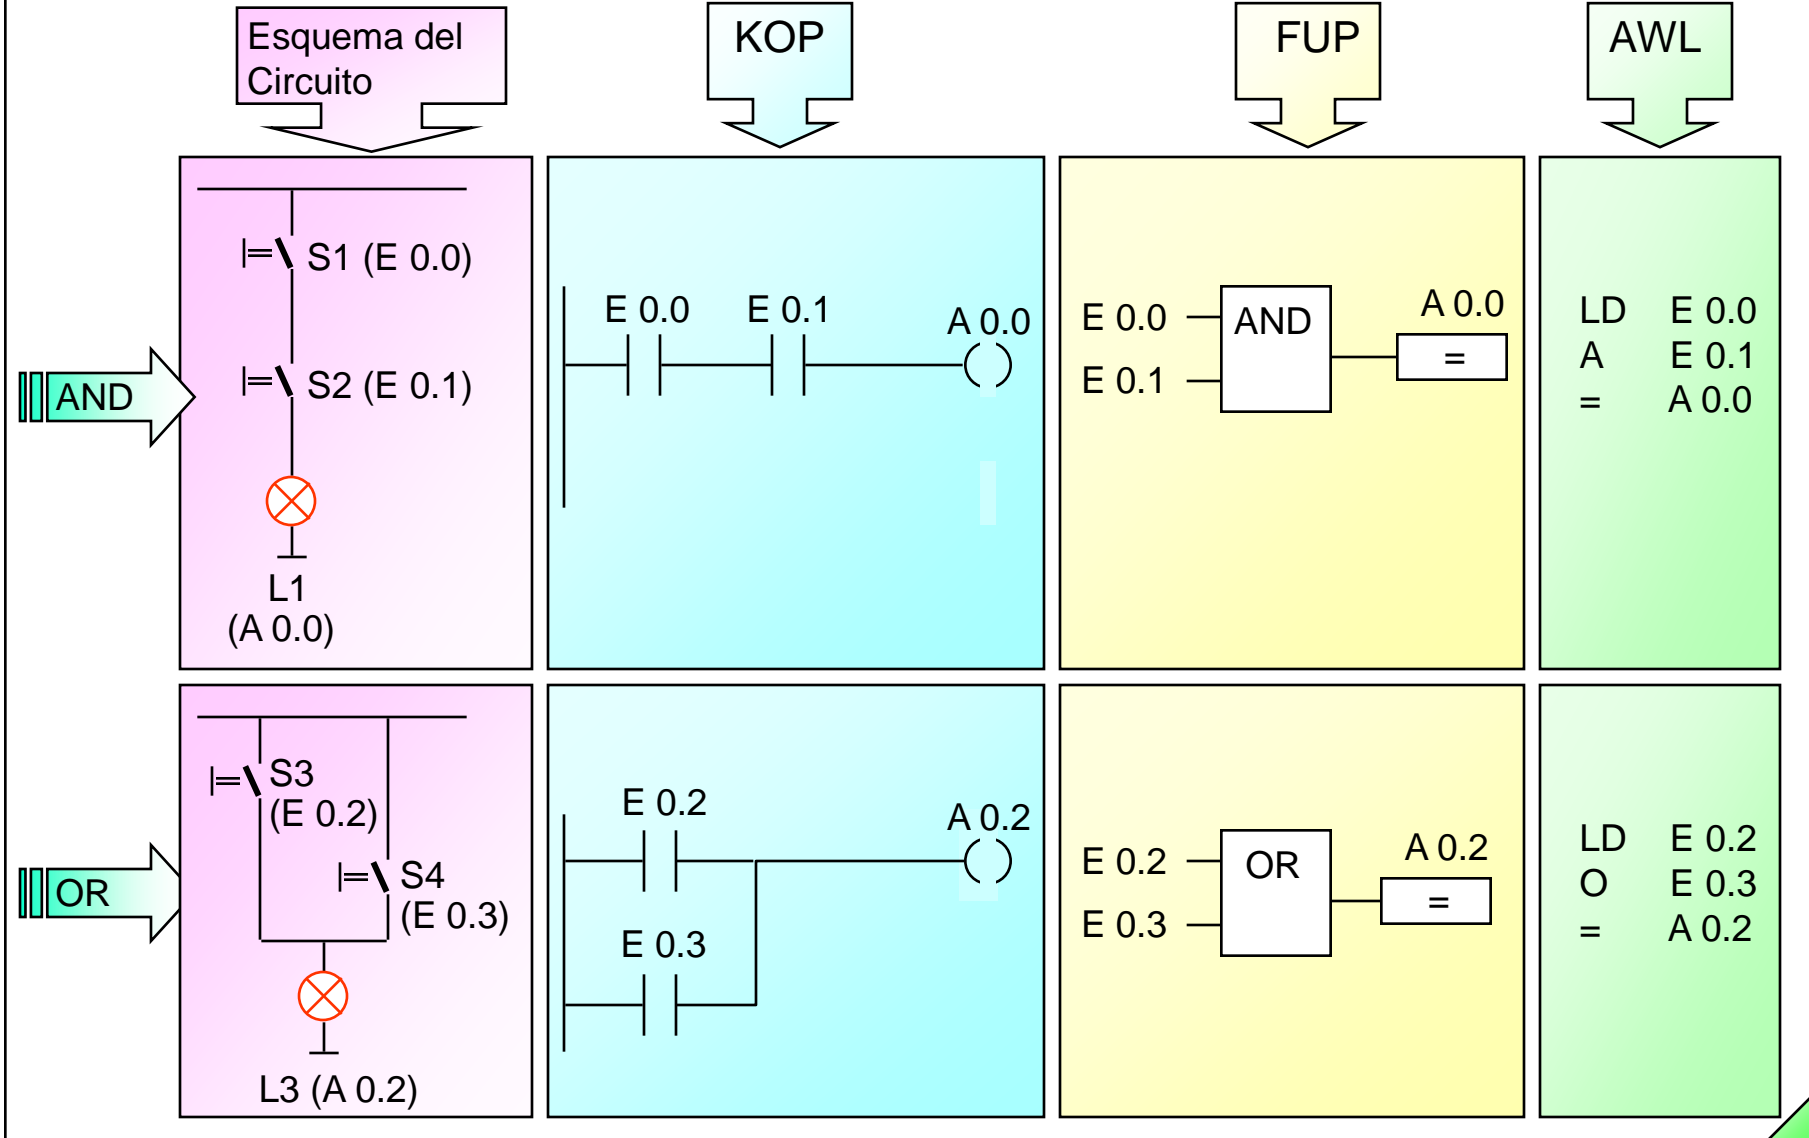 Esquema del
Circuito
KOP
FUP
AWL
AND
S1 (E 0.0)
S2 (E 0.1)
L1
(A 0.0)
E 0.0
E 0.1
A 0.0
E 0.0
E 0.1
AND
A 0.0
=
LD E 0.0
A E 0.1
= A 0.0
OR
S3
(E 0.2)
S4
(E 0.3)
L3 (A 0.2)
E 0.2
A 0.2
E 0.3
E 0.2
E 0.3
OR
A 0.2
=
LD E 0.2
O E 0.3
= A 0.2